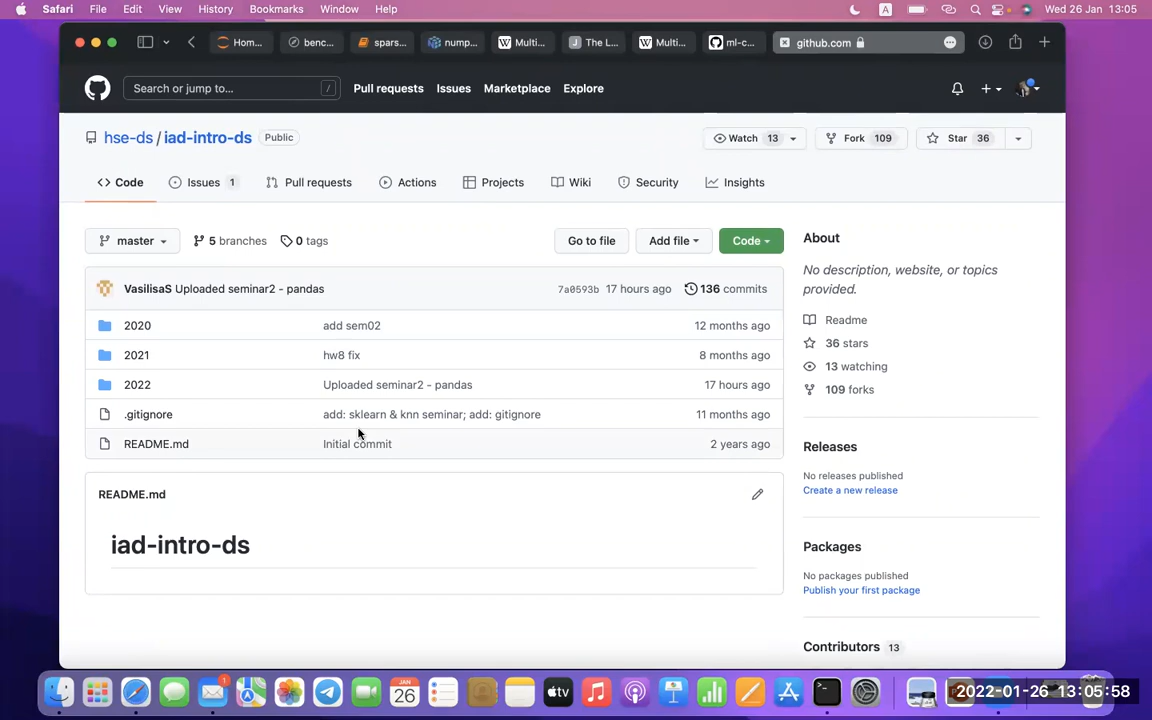 Safari File Edit View History Bookmarks Window Help A Wed 26 Jan 13:05
Hom... benc... spars... nump... W Multi... J The L... W Multi... ml-c... github.com
Search or jump to... / Pull requests Issues Marketplace Explore
hse-ds / iad-intro-ds Public Watch 13 Fork 109 Star 36
<> Code Issues 1 Pull requests Actions Projects Wiki Security Insights
master 5 branches 0 tags Go to file Add file Code
VasilisaS Uploaded seminar2 - pandas 7a0593b 17 hours ago 136 commits
2020 add sem02 12 months ago
2021 hw8 fix 8 months ago
2022 Uploaded seminar2 - pandas 17 hours ago
.gitignore add: sklearn & knn seminar; add: gitignore 11 months ago
README.md Initial commit 2 years ago
README.md
iad-intro-ds
About
No description, website, or topics
provided.
Readme
36 stars
13 watching
109 forks
Releases
No releases published
Create a new release
Packages
No packages published
Publish your first package
Contributors 13
1 JAN 26 tv
2022-01-26 13:05:58